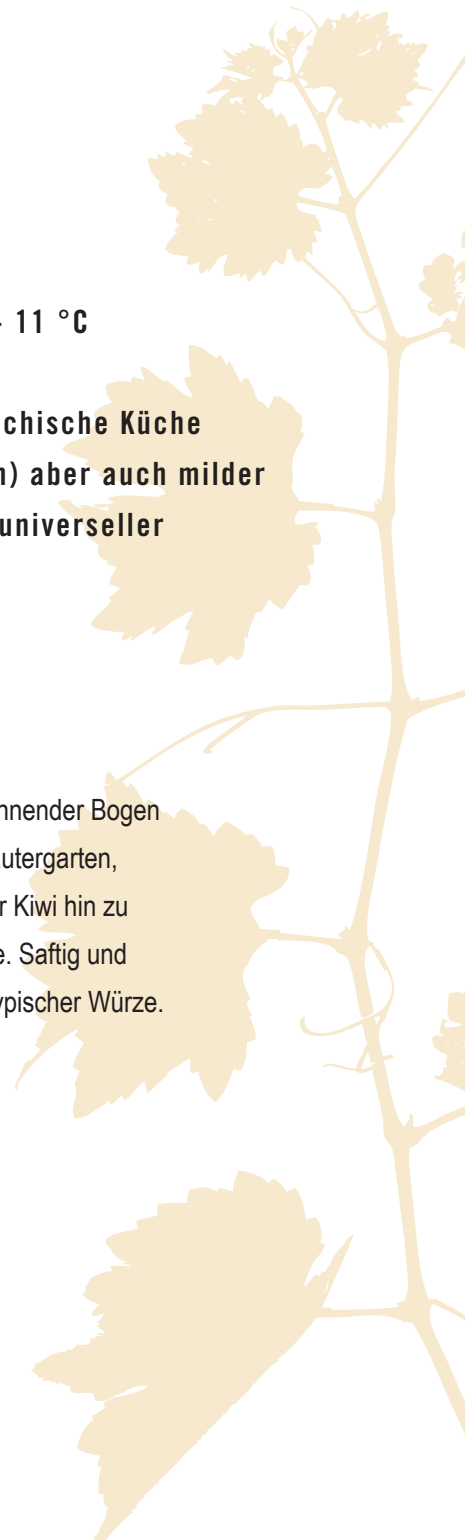 - 11 °C
chische Küche
n) aber auch milder
universeller
nnender Bogen
utergarten,
r Kiwi hin zu
e. Saftig und
ypischer Würze.